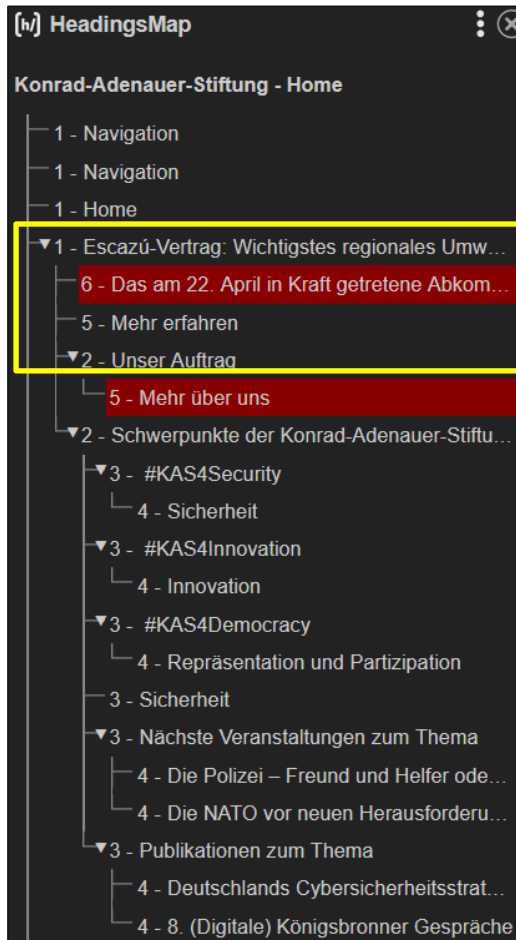 [h/] HeadingsMap
Konrad-Adenauer-Stiftung - Home
1 - Navigation
1 - Navigation
1 - Home
1 - Escazú-Vertrag: Wichtigstes regionales Umw...
6 - Das am 22. April in Kraft getretene Abkom...
5 - Mehr erfahren
2 - Unser Auftrag
5 - Mehr über uns
2 - Schwerpunkte der Konrad-Adenauer-Stiftu...
3 - #KAS4Security
4 - Sicherheit
3 - #KAS4Innovation
4 - Innovation
3 - #KAS4Democracy
4 - Repräsentation und Partizipation
3 - Sicherheit
3 - Nächste Veranstaltungen zum Thema
4 - Die Polizei – Freund und Helfer ode...
4 - Die NATO vor neuen Herausforderu...
3 - Publikationen zum Thema
4 - Deutschlands Cybersicherheitsstrat...
4 - 8. (Digitale) Königsbronner Gespräche